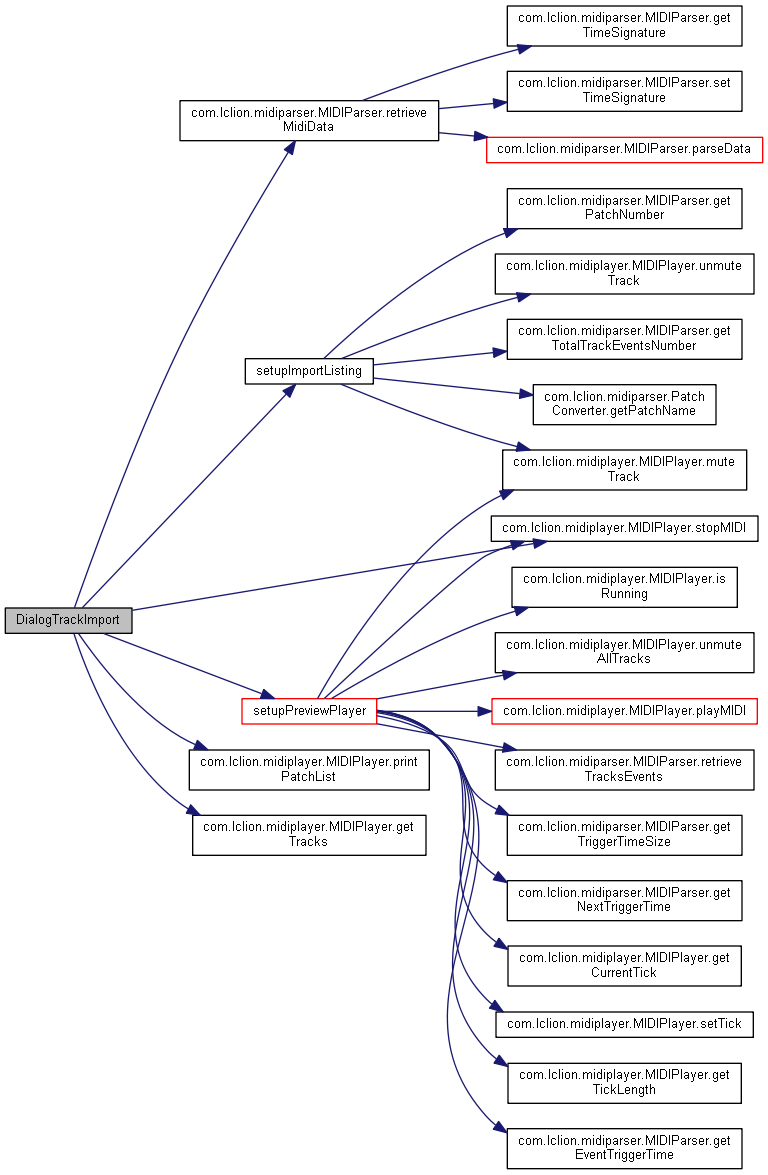 com.lclion.midiparser.MIDIParser.get
TimeSignature
com.lclion.midiparser.MIDIParser.set
TimeSignature
com.lclion.midiparser.MIDIParser.retrieve
MidiData
com.lclion.midiparser.MIDIParser.parseData
com.lclion.midiparser.MIDIParser.get
PatchNumber
com.lclion.midiplayer.MIDIPlayer.unmute
Track
com.lclion.midiparser.MIDIParser.get
TotalTrackEventsNumber
setupImportListing
com.lclion.midiparser.Patch
Converter.getPatchName
com.lclion.midiplayer.MIDIPlayer.mute
Track
com.lclion.midiplayer.MIDIPlayer.stopMIDI
com.lclion.midiplayer.MIDIPlayer.is
Running
DialogTrackImport
com.lclion.midiplayer.MIDIPlayer.unmute
AllTracks
setupPreviewPlayer
com.lclion.midiplayer.MIDIPlayer.playMIDI
com.lclion.midiplayer.MIDIPlayer.print
PatchList
com.lclion.midiparser.MIDIParser.retrieve
TracksEvents
com.lclion.midiplayer.MIDIPlayer.get
Tracks
com.lclion.midiparser.MIDIParser.get
TriggerTimeSize
com.lclion.midiparser.MIDIParser.get
NextTriggerTime
com.lclion.midiplayer.MIDIPlayer.get
CurrentTick
com.lclion.midiplayer.MIDIPlayer.setTick
com.lclion.midiplayer.MIDIPlayer.get
TickLength
com.lclion.midiparser.MIDIParser.get
EventTriggerTime